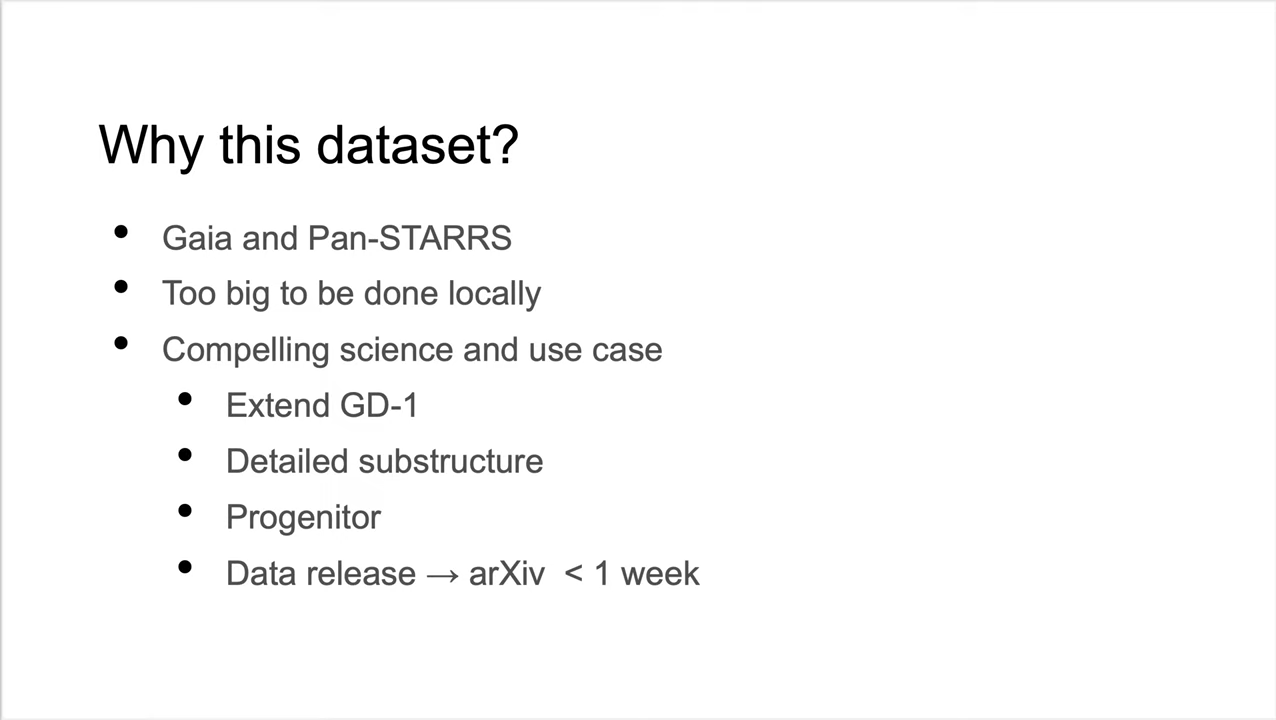 Why this dataset?
• Gaia and Pan-STARRS
• Too big to be done locally
• Compelling science and use case
• Extend GD-1
• Detailed substructure
• Progenitor
• Data release → arXiv < 1 week